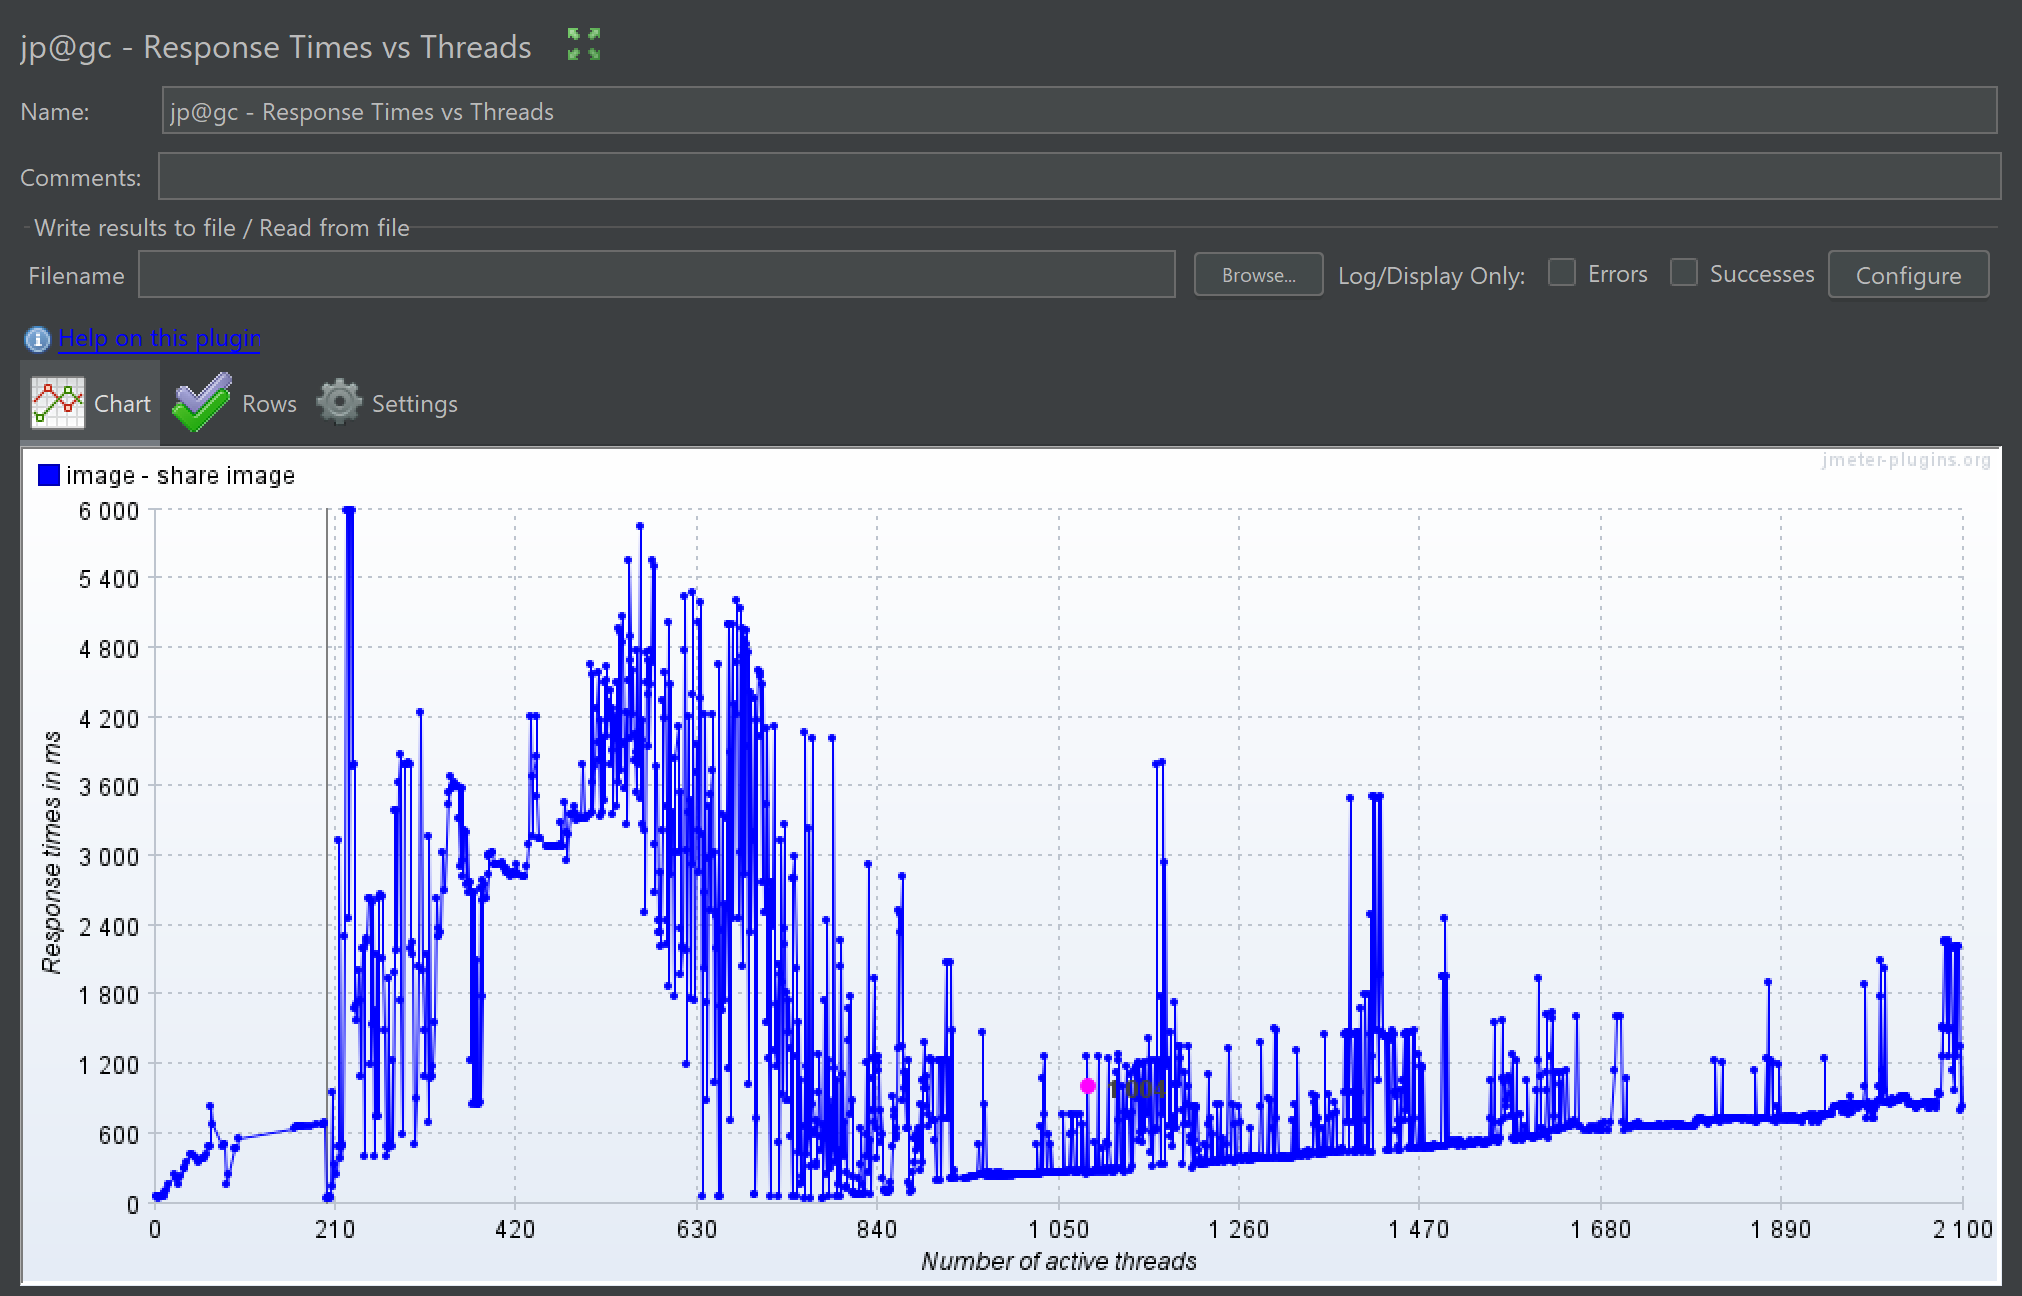 jp@gc - Response Times vs Threads
Name: jp@gc - Response Times vs Threads
Comments:
Write results to file / Read from file
Filename Browse... Log/Display Only: Errors Successes Configure
Help on this plugin
Chart Rows Settings
jmeter-plugins.org
image - share image
6 000
5 400
4 800
4 200
3 600
3 000
2 400
1 800
1 200
600
0
Response times in ms
1 004
0 210 420 630 840 1 050 1 260 1 470 1 680 1 890 2 100
Number of active threads